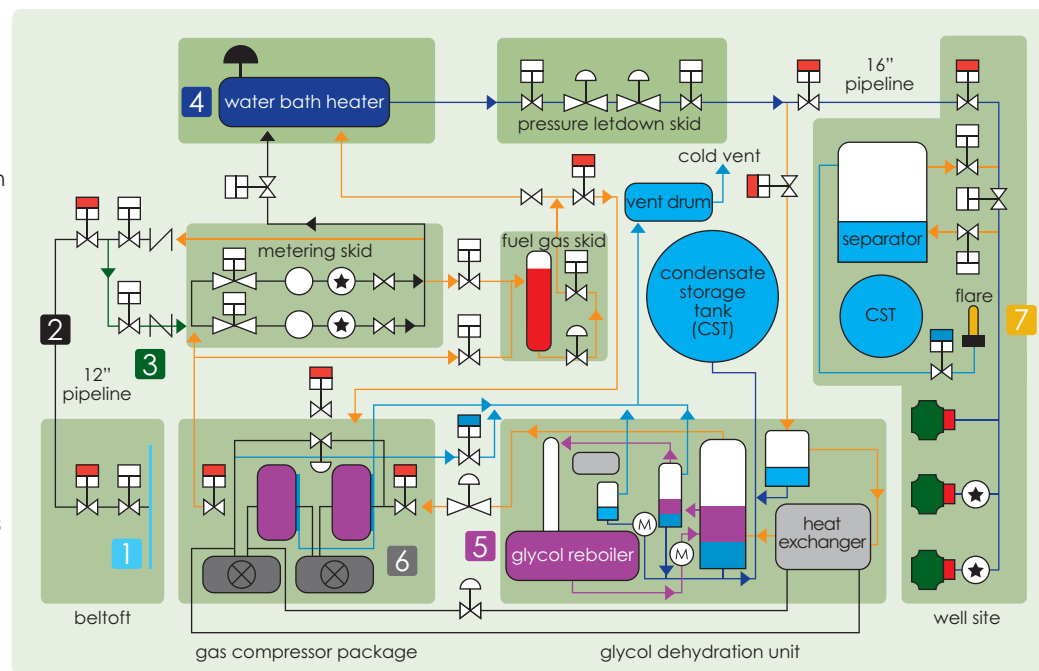 16”
pipeline
4
water bath heater
pressure letdown skid
cold vent
vent drum
metering skid
fuel gas skid
separator
condensate
storage
tank
(CST)
flare
CST
7
2
3
12”
pipeline
M
M
heat
exchanger
5
glycol reboiler
6
1
beltoft
well site
gas compressor package
glycol dehydration unit